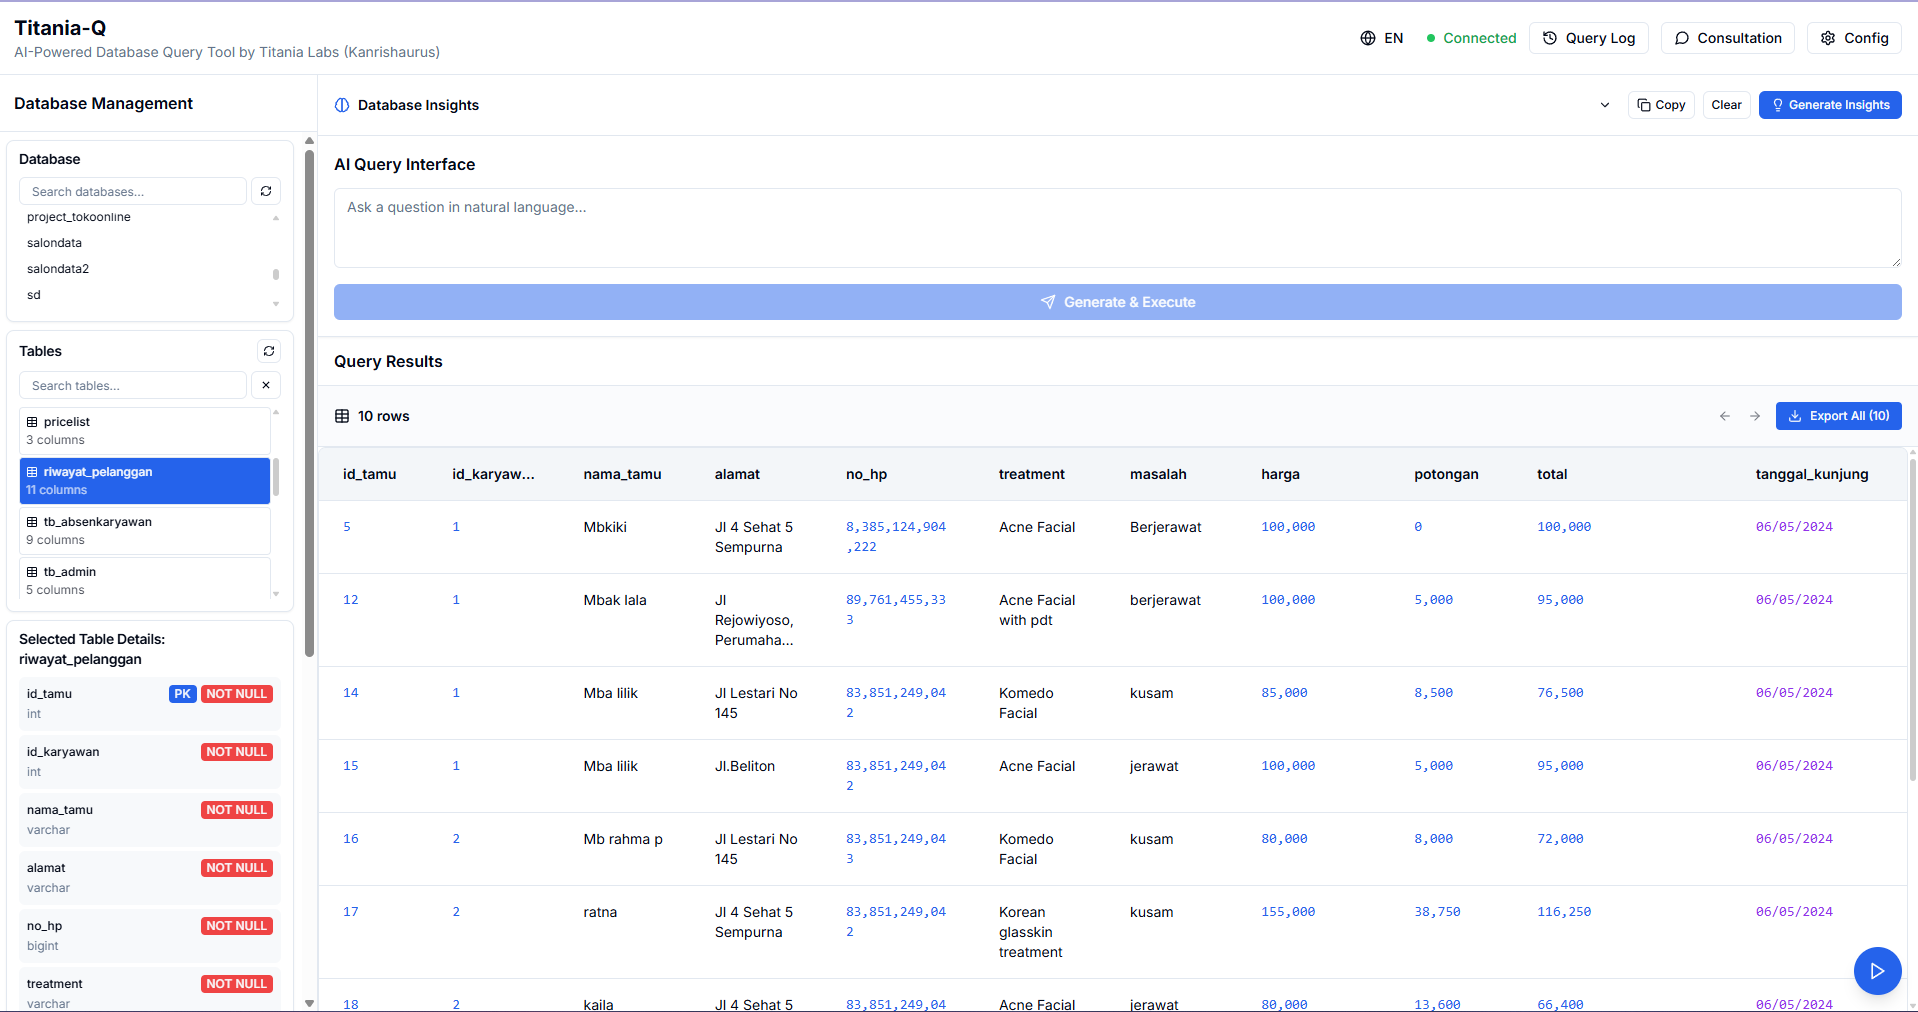 Titania-Q
AI-Powered Database Query Tool by Titania Labs (Kanrishaurus)
EN
Connected
Query Log
Consultation
Config
Database Management
Database
Search databases...
project_tokoonline
salondata
salondata2
sd
Tables
Search tables...
pricelist
3 columns
riwayat_pelanggan
11 columns
tb_absenkaryawan
9 columns
tb_admin
5 columns
Selected Table Details:
riwayat_pelanggan
id_tamu PK NOT NULL
int
id_karyawan NOT NULL
int
nama_tamu NOT NULL
varchar
alamat NOT NULL
varchar
no_hp NOT NULL
bigint
treatment NOT NULL
varchar
Database Insights
Copy
Clear
Generate Insights
AI Query Interface
Ask a question in natural language...
Generate & Execute
Query Results
10 rows
Export All (10)
id_tamu id_karyaw... nama_tamu alamat no_hp treatment masalah harga potongan total tanggal_kunjung
5 1 Mbkiki Jl 4 Sehat 5 8,385,124,904 Acne Facial Berjerawat 100,000 0 100,000 06/05/2024
Sempurna ,222
12 1 Mbak lala Jl 89,761,455,33 Acne Facial berjerawat 100,000 5,000 95,000 06/05/2024
Rejowiyoso, 3 with pdt
Perumaha...
14 1 Mba lilik Jl Lestari No 83,851,249,04 Komedo kusam 85,000 8,500 76,500 06/05/2024
145 2 Facial
15 1 Mba lilik Jl.Beliton 83,851,249,04 Acne Facial jerawat 100,000 5,000 95,000 06/05/2024
2
16 2 Mb rahma p Jl Lestari No 83,851,249,04 Komedo kusam 80,000 8,000 72,000 06/05/2024
145 3 Facial
17 2 ratna Jl 4 Sehat 5 83,851,249,04 Korean kusam 155,000 38,750 116,250 06/05/2024
Sempurna 2 glasskin
treatment
18 2 kaila Jl 4 Sehat 5 83,851,249,04 Acne Facial jerawat 80,000 13,600 66,400 06/05/2024